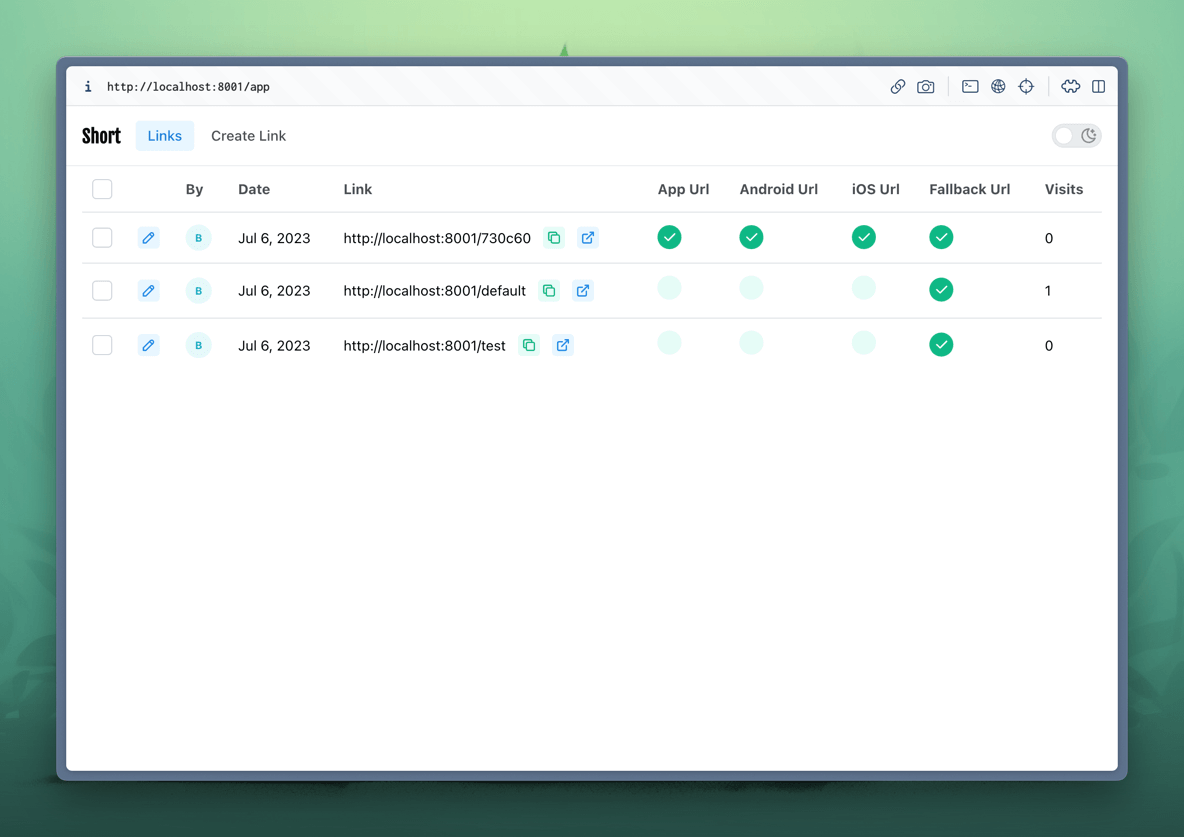 i http://localhost:8001/app
Short Links Create Link
By Date Link App Url Android Url iOS Url Fallback Url Visits
B Jul 6, 2023 http://localhost:8001/730c60 0
B Jul 6, 2023 http://localhost:8001/default 1
B Jul 6, 2023 http://localhost:8001/test 0